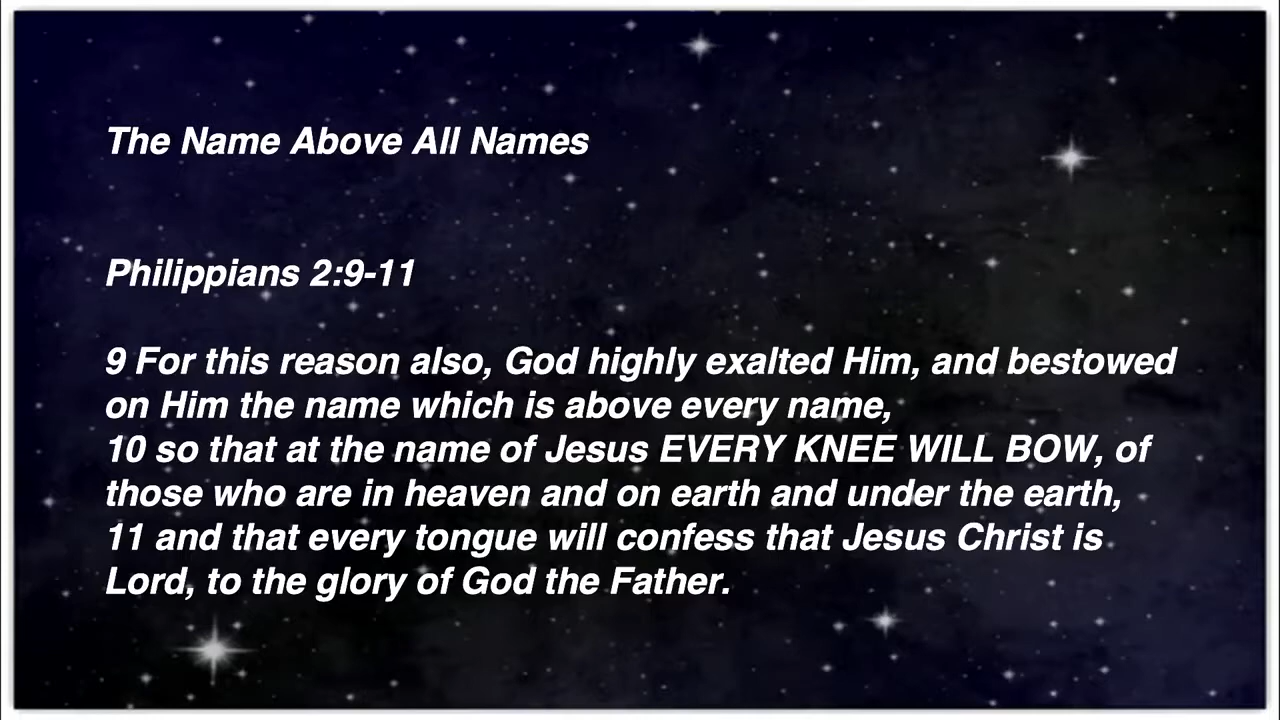 The Name Above All Names
Philippians 2:9-11
9 For this reason also, God highly exalted Him, and bestowed
on Him the name which is above every name,
10 so that at the name of Jesus EVERY KNEE WILL BOW, of
those who are in heaven and on earth and under the earth,
11 and that every tongue will confess that Jesus Christ is
Lord, to the glory of God the Father.